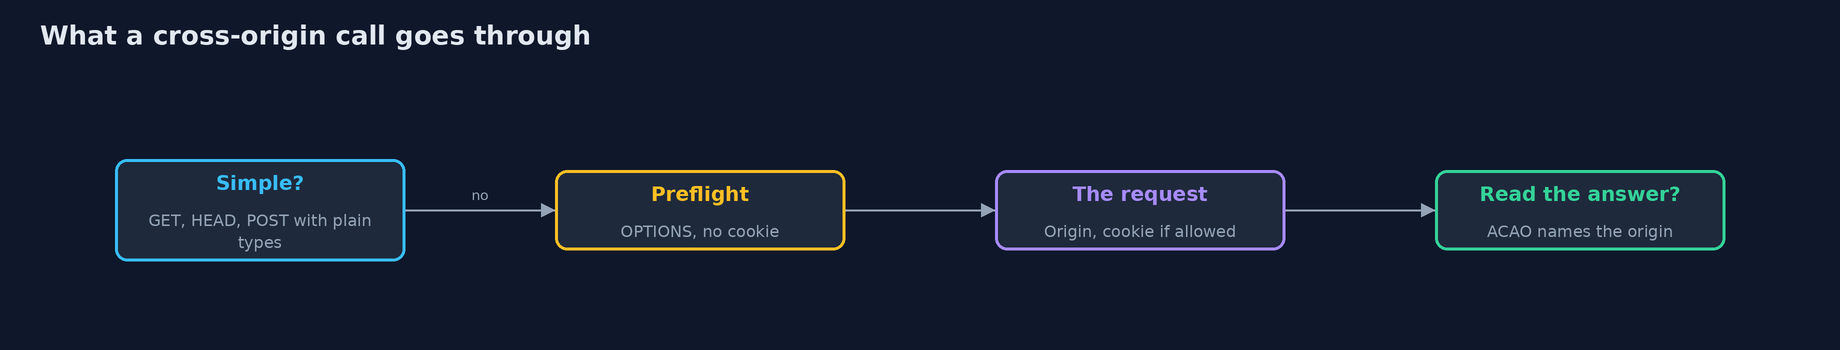 What a cross-origin call goes through
Simple?
GET, HEAD, POST with plain
types
no
Preflight
OPTIONS, no cookie
The request
Origin, cookie if allowed
Read the answer?
ACAO names the origin